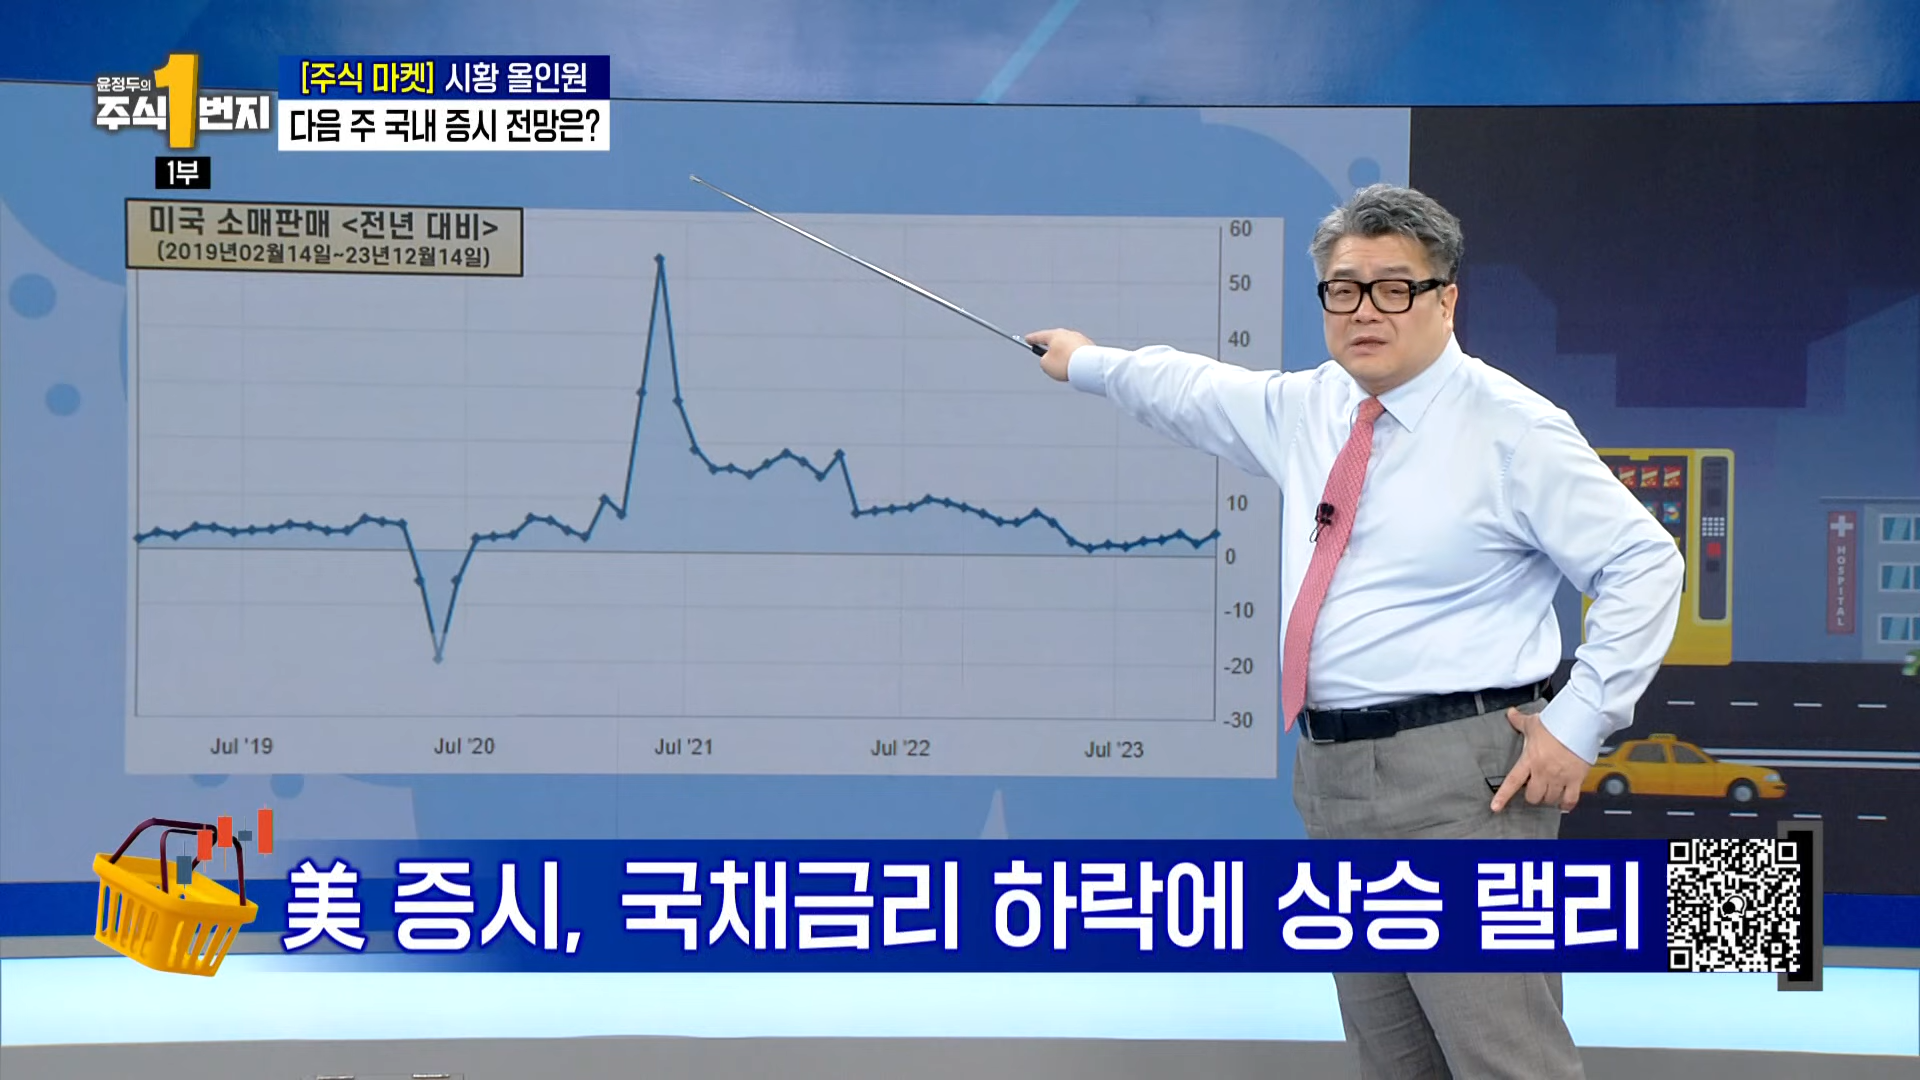 윤정두의
주식1번지
1부
[주식 마켓] 시황 올인원
다음 주 국내 증시 전망은?
미국 소매판매 <전년 대비>
(2019년02월14일~23년12월14일)
60
50
40
10
0
-10
-20
-30
Jul '19
Jul '20
Jul '21
Jul '22
Jul '23
HOSPITAL
美 증시, 국채금리 하락에 상승 랠리